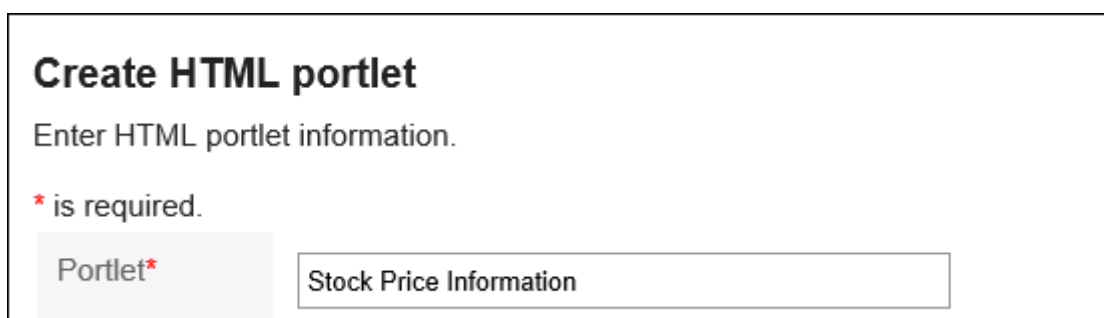 Create HTML portlet
Enter HTML portlet information.
* is required.
Portlet*
Stock Price Information